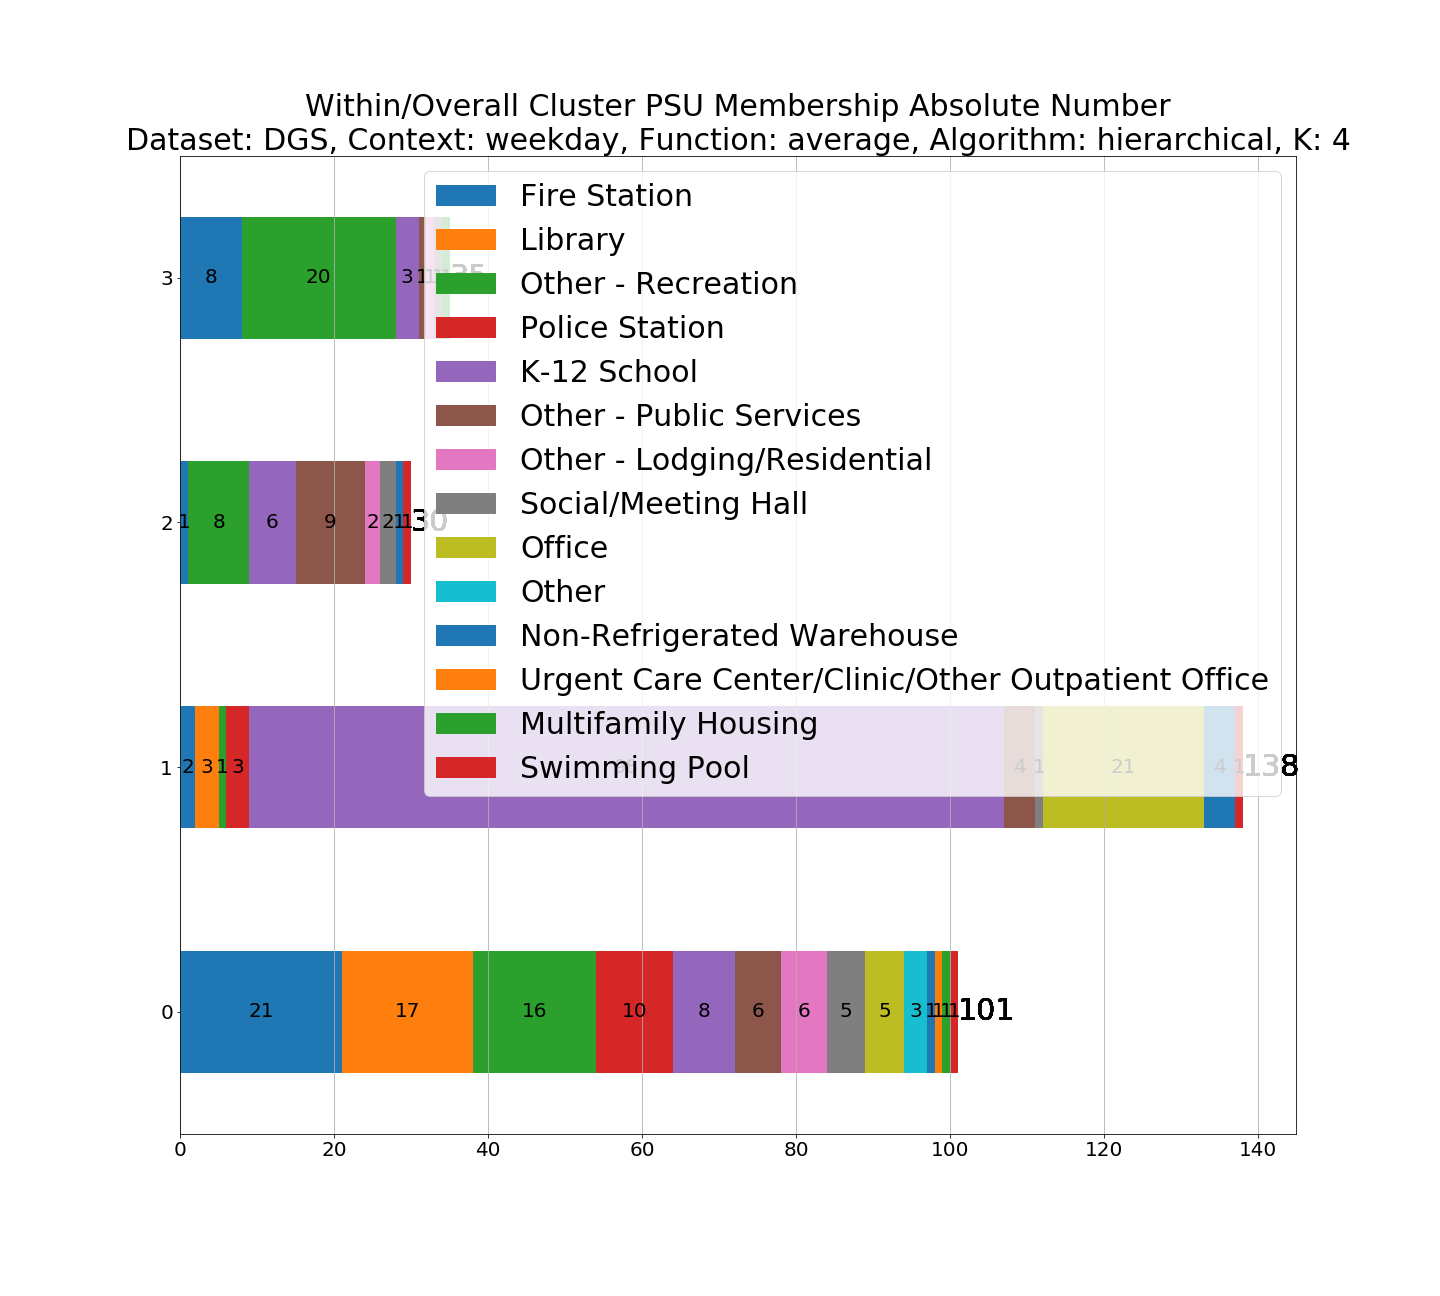 Within/Overall Cluster PSU Membership Absolute Number
Dataset: DGS, Context: weekday, Function: average, Algorithm: hierarchical, K: 4
Fire Station
Library
Other - Recreation
Police Station
K-12 School
Other - Public Services
Other - Lodging/Residential
Social/Meeting Hall
Office
Other
Non-Refrigerated Warehouse
Urgent Care Center/Clinic/Other Outpatient Office
Multifamily Housing
Swimming Pool
3 8 20 3 1 35
2 1 8 6 9 2 2 1 1 30
1 2 3 1 3 4 1 21 4 1 138
0 21 17 16 10 8 6 6 5 5 3 1 1 1 1 101
0 20 40 60 80 100 120 140